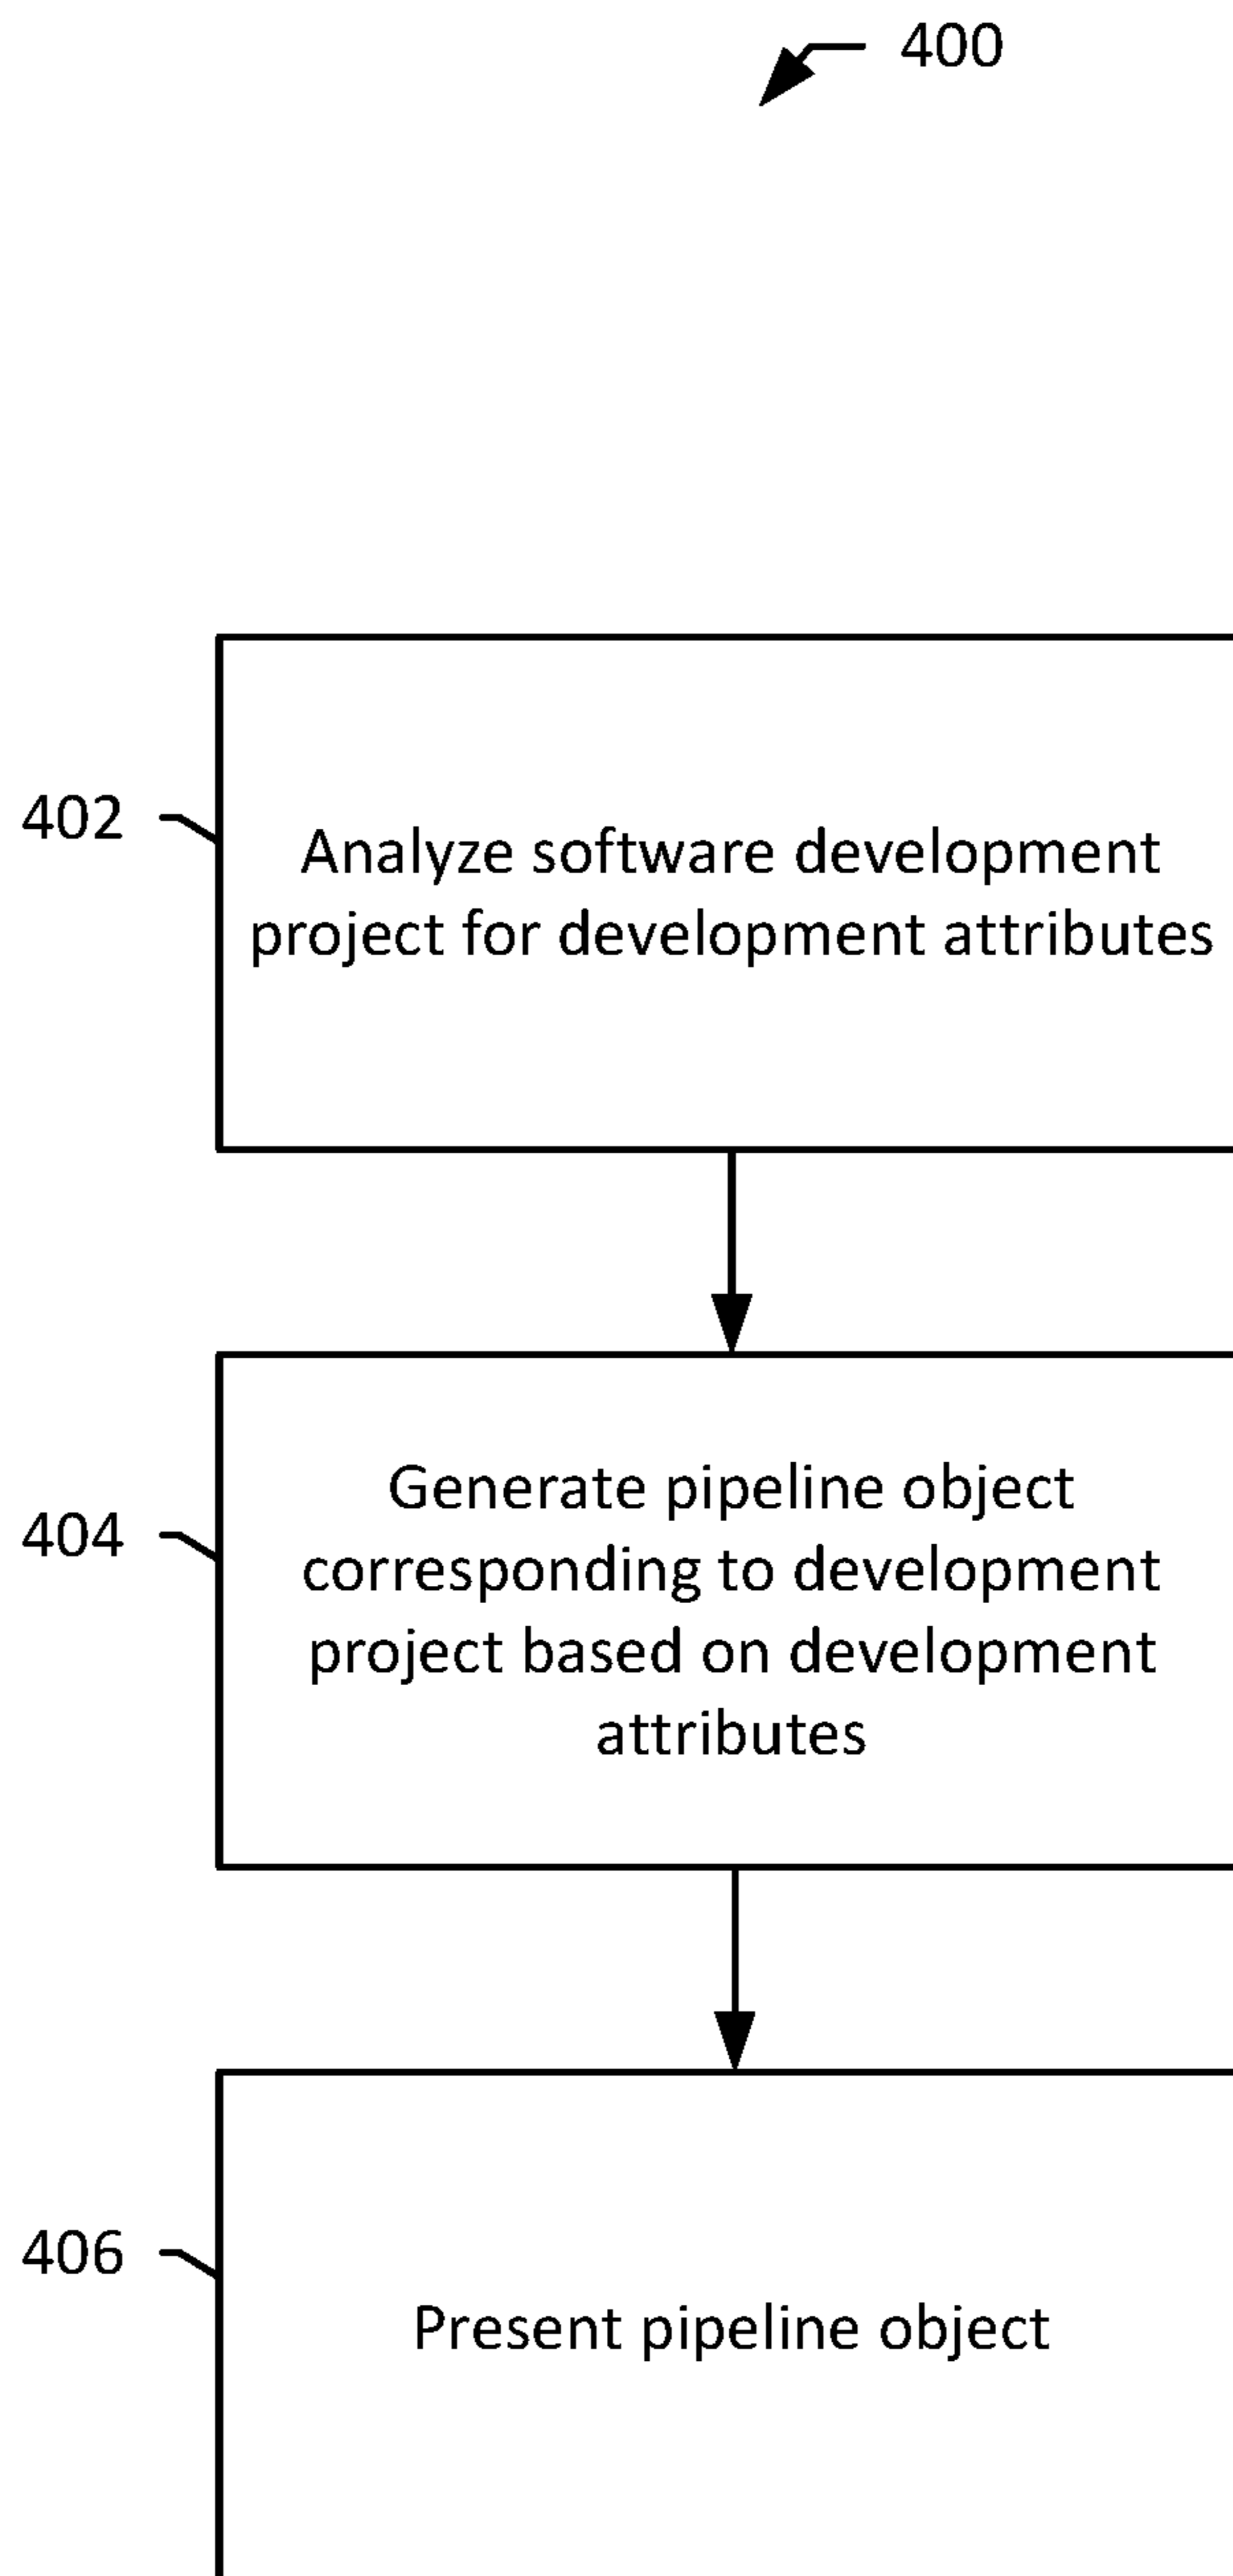 400
402
Analyze software development
project for development attributes
404
Generate pipeline object
corresponding to development
project based on development
attributes
406
Present pipeline object